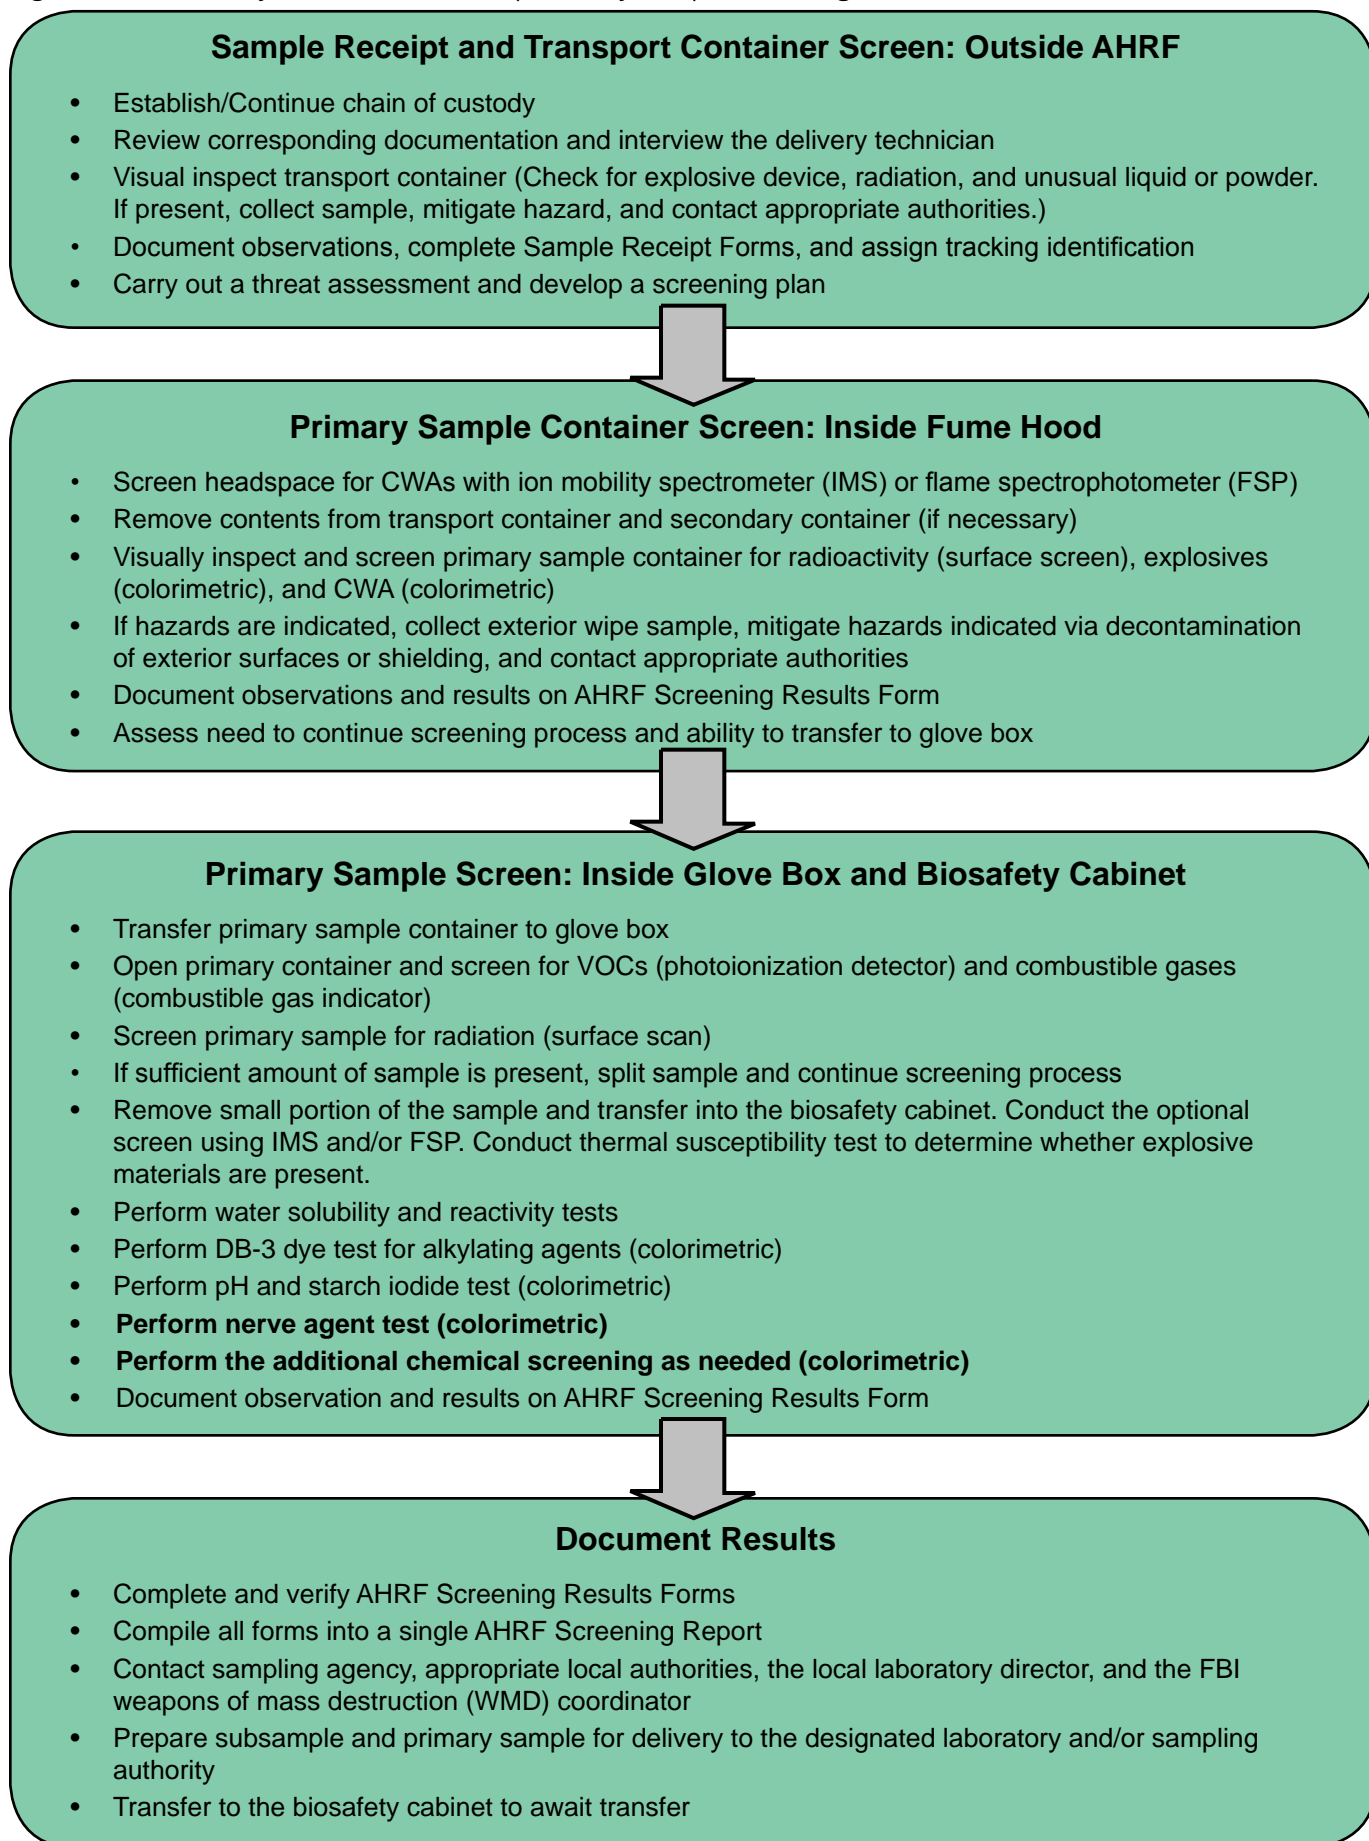 Sample Receipt and Transport Container Screen: Outside AHRF
• Establish/Continue chain of custody
• Review corresponding documentation and interview the delivery technician
• Visual inspect transport container (Check for explosive device, radiation, and unusual liquid or powder.
If present, collect sample, mitigate hazard, and contact appropriate authorities.)
• Document observations, complete Sample Receipt Forms, and assign tracking identification
• Carry out a threat assessment and develop a screening plan
Primary Sample Container Screen: Inside Fume Hood
• Screen headspace for CWAs with ion mobility spectrometer (IMS) or flame spectrophotometer (FSP)
• Remove contents from transport container and secondary container (if necessary)
• Visually inspect and screen primary sample container for radioactivity (surface screen), explosives
(colorimetric), and CWA (colorimetric)
• If hazards are indicated, collect exterior wipe sample, mitigate hazards indicated via decontamination
of exterior surfaces or shielding, and contact appropriate authorities
• Document observations and results on AHRF Screening Results Form
• Assess need to continue screening process and ability to transfer to glove box
Primary Sample Screen: Inside Glove Box and Biosafety Cabinet
• Transfer primary sample container to glove box
• Open primary container and screen for VOCs (photoionization detector) and combustible gases
(combustible gas indicator)
• Screen primary sample for radiation (surface scan)
• If sufficient amount of sample is present, split sample and continue screening process
• Remove small portion of the sample and transfer into the biosafety cabinet. Conduct the optional
screen using IMS and/or FSP. Conduct thermal susceptibility test to determine whether explosive
materials are present.
• Perform water solubility and reactivity tests
• Perform DB-3 dye test for alkylating agents (colorimetric)
• Perform pH and starch iodide test (colorimetric)
• Perform nerve agent test (colorimetric)
• Perform the additional chemical screening as needed (colorimetric)
• Document observation and results on AHRF Screening Results Form
Document Results
• Complete and verify AHRF Screening Results Forms
• Compile all forms into a single AHRF Screening Report
• Contact sampling agency, appropriate local authorities, the local laboratory director, and the FBI
weapons of mass destruction (WMD) coordinator
• Prepare subsample and primary sample for delivery to the designated laboratory and/or sampling
authority
• Transfer to the biosafety cabinet to await transfer